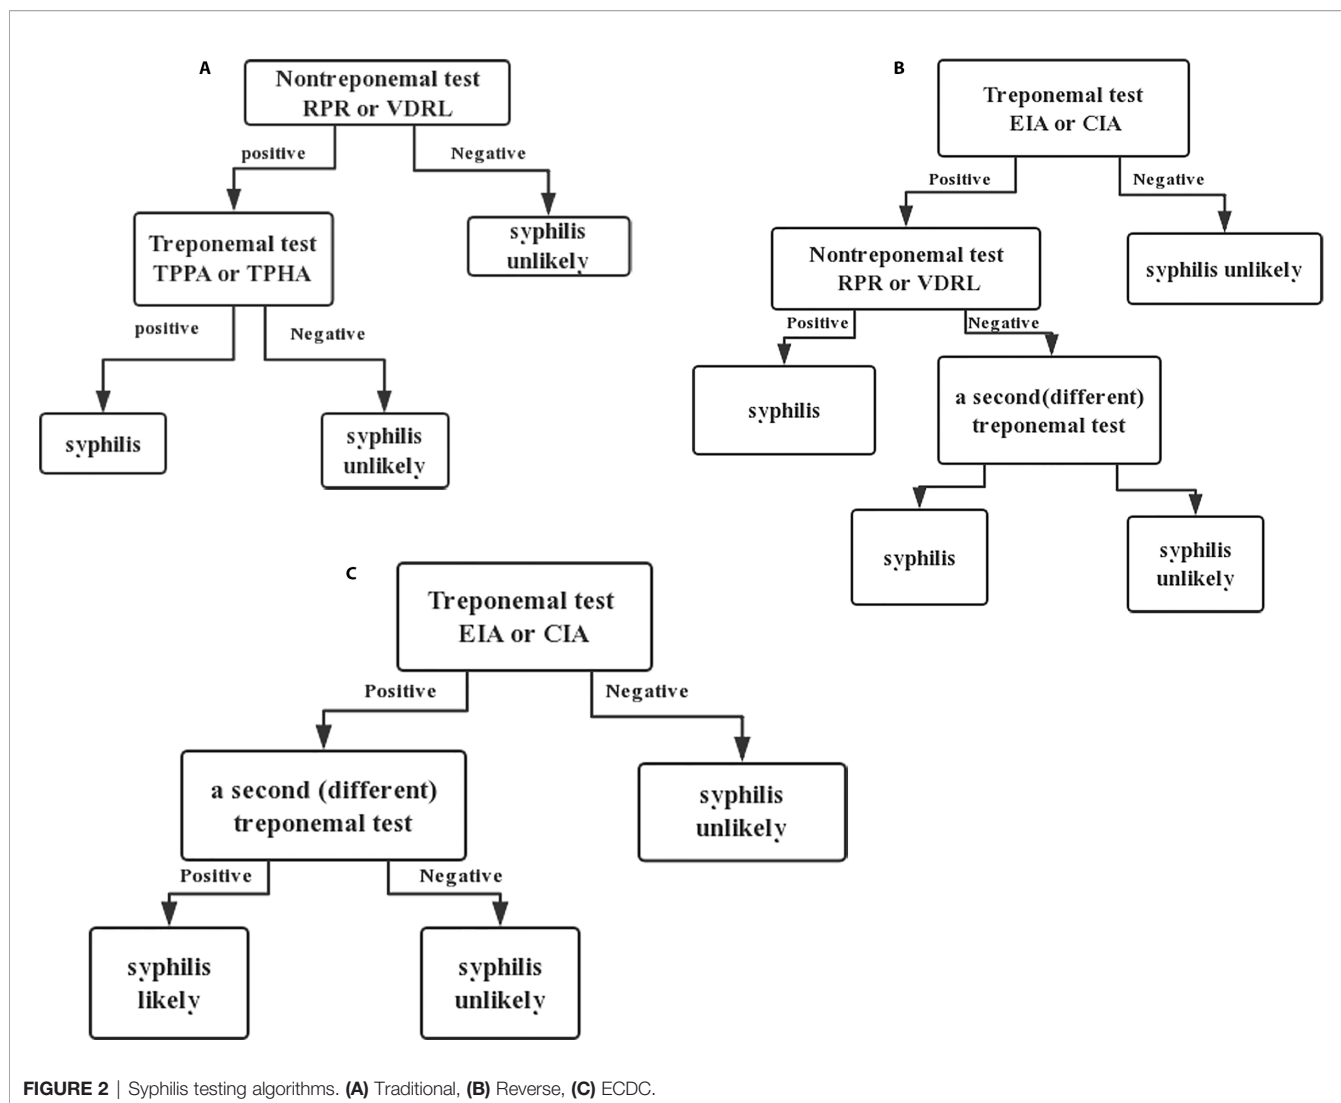 A
Nontreponemal test
RPR or VDRL
positive
Negative
Treponemal test
TPPA or TPHA
syphilis
unlikely
positive
Negative
syphilis
syphilis
unlikely
B
Treponemal test
EIA or CIA
Positive
Negative
Nontreponemal test
RPR or VDRL
syphilis unlikely
Positive
Negative
syphilis
a second(different)
treponemal test
syphilis
syphilis
unlikely
C
Treponemal test
EIA or CIA
Positive
Negative
a second (different)
treponemal test
syphilis
unlikely
Positive
Negative
syphilis
likely
syphilis
unlikely
FIGURE 2 | Syphilis testing algorithms. (A) Traditional, (B) Reverse, (C) ECDC.